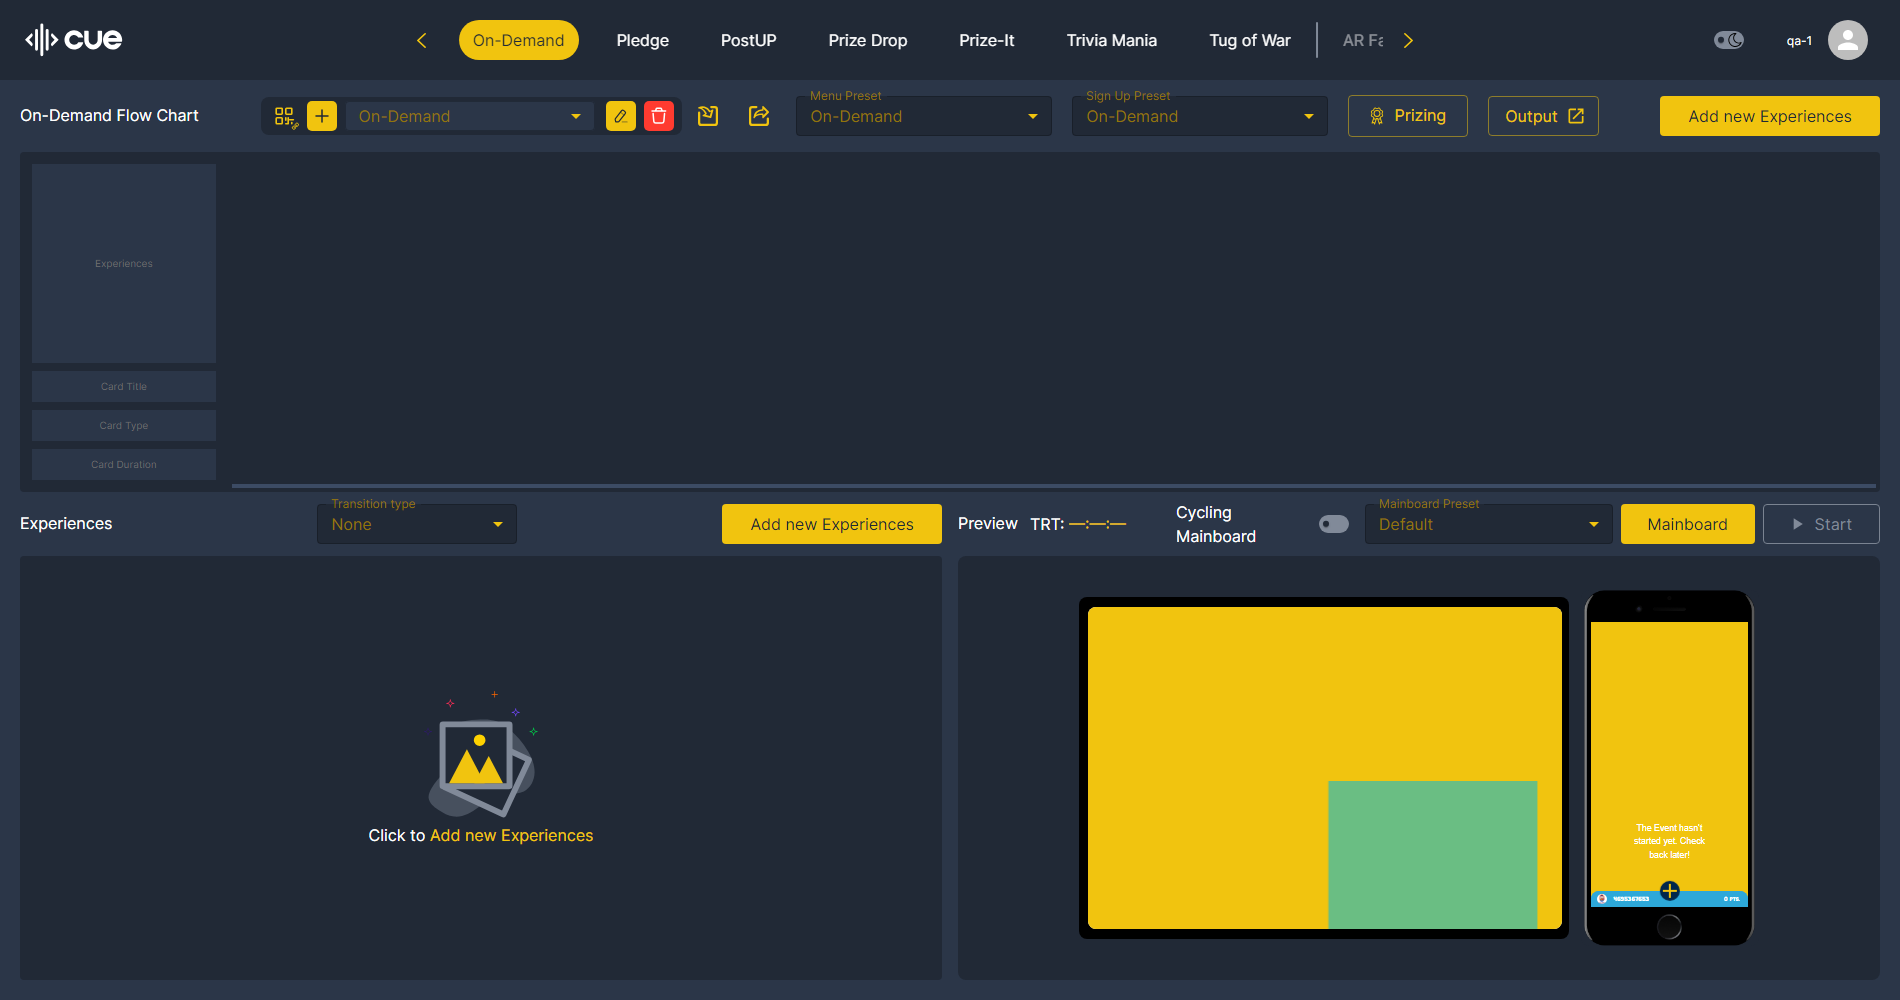 cue
On-Demand
Pledge
PostUP
Prize Drop
Prize-It
Trivia Mania
Tug of War
AR Fa
qa-1
On-Demand Flow Chart
On-Demand
Menu Preset
On-Demand
Sign Up Preset
On-Demand
Prizing
Output
Add new Experiences
Experiences
Card Title
Card Type
Card Duration
Experiences
Transition type
None
Add new Experiences
Preview
TRT: —:—:—
Cycling
Mainboard
Mainboard Preset
Default
Mainboard
Start
Click to Add new Experiences
The Event hasn't
started yet. Check
back later!
0 PTS.